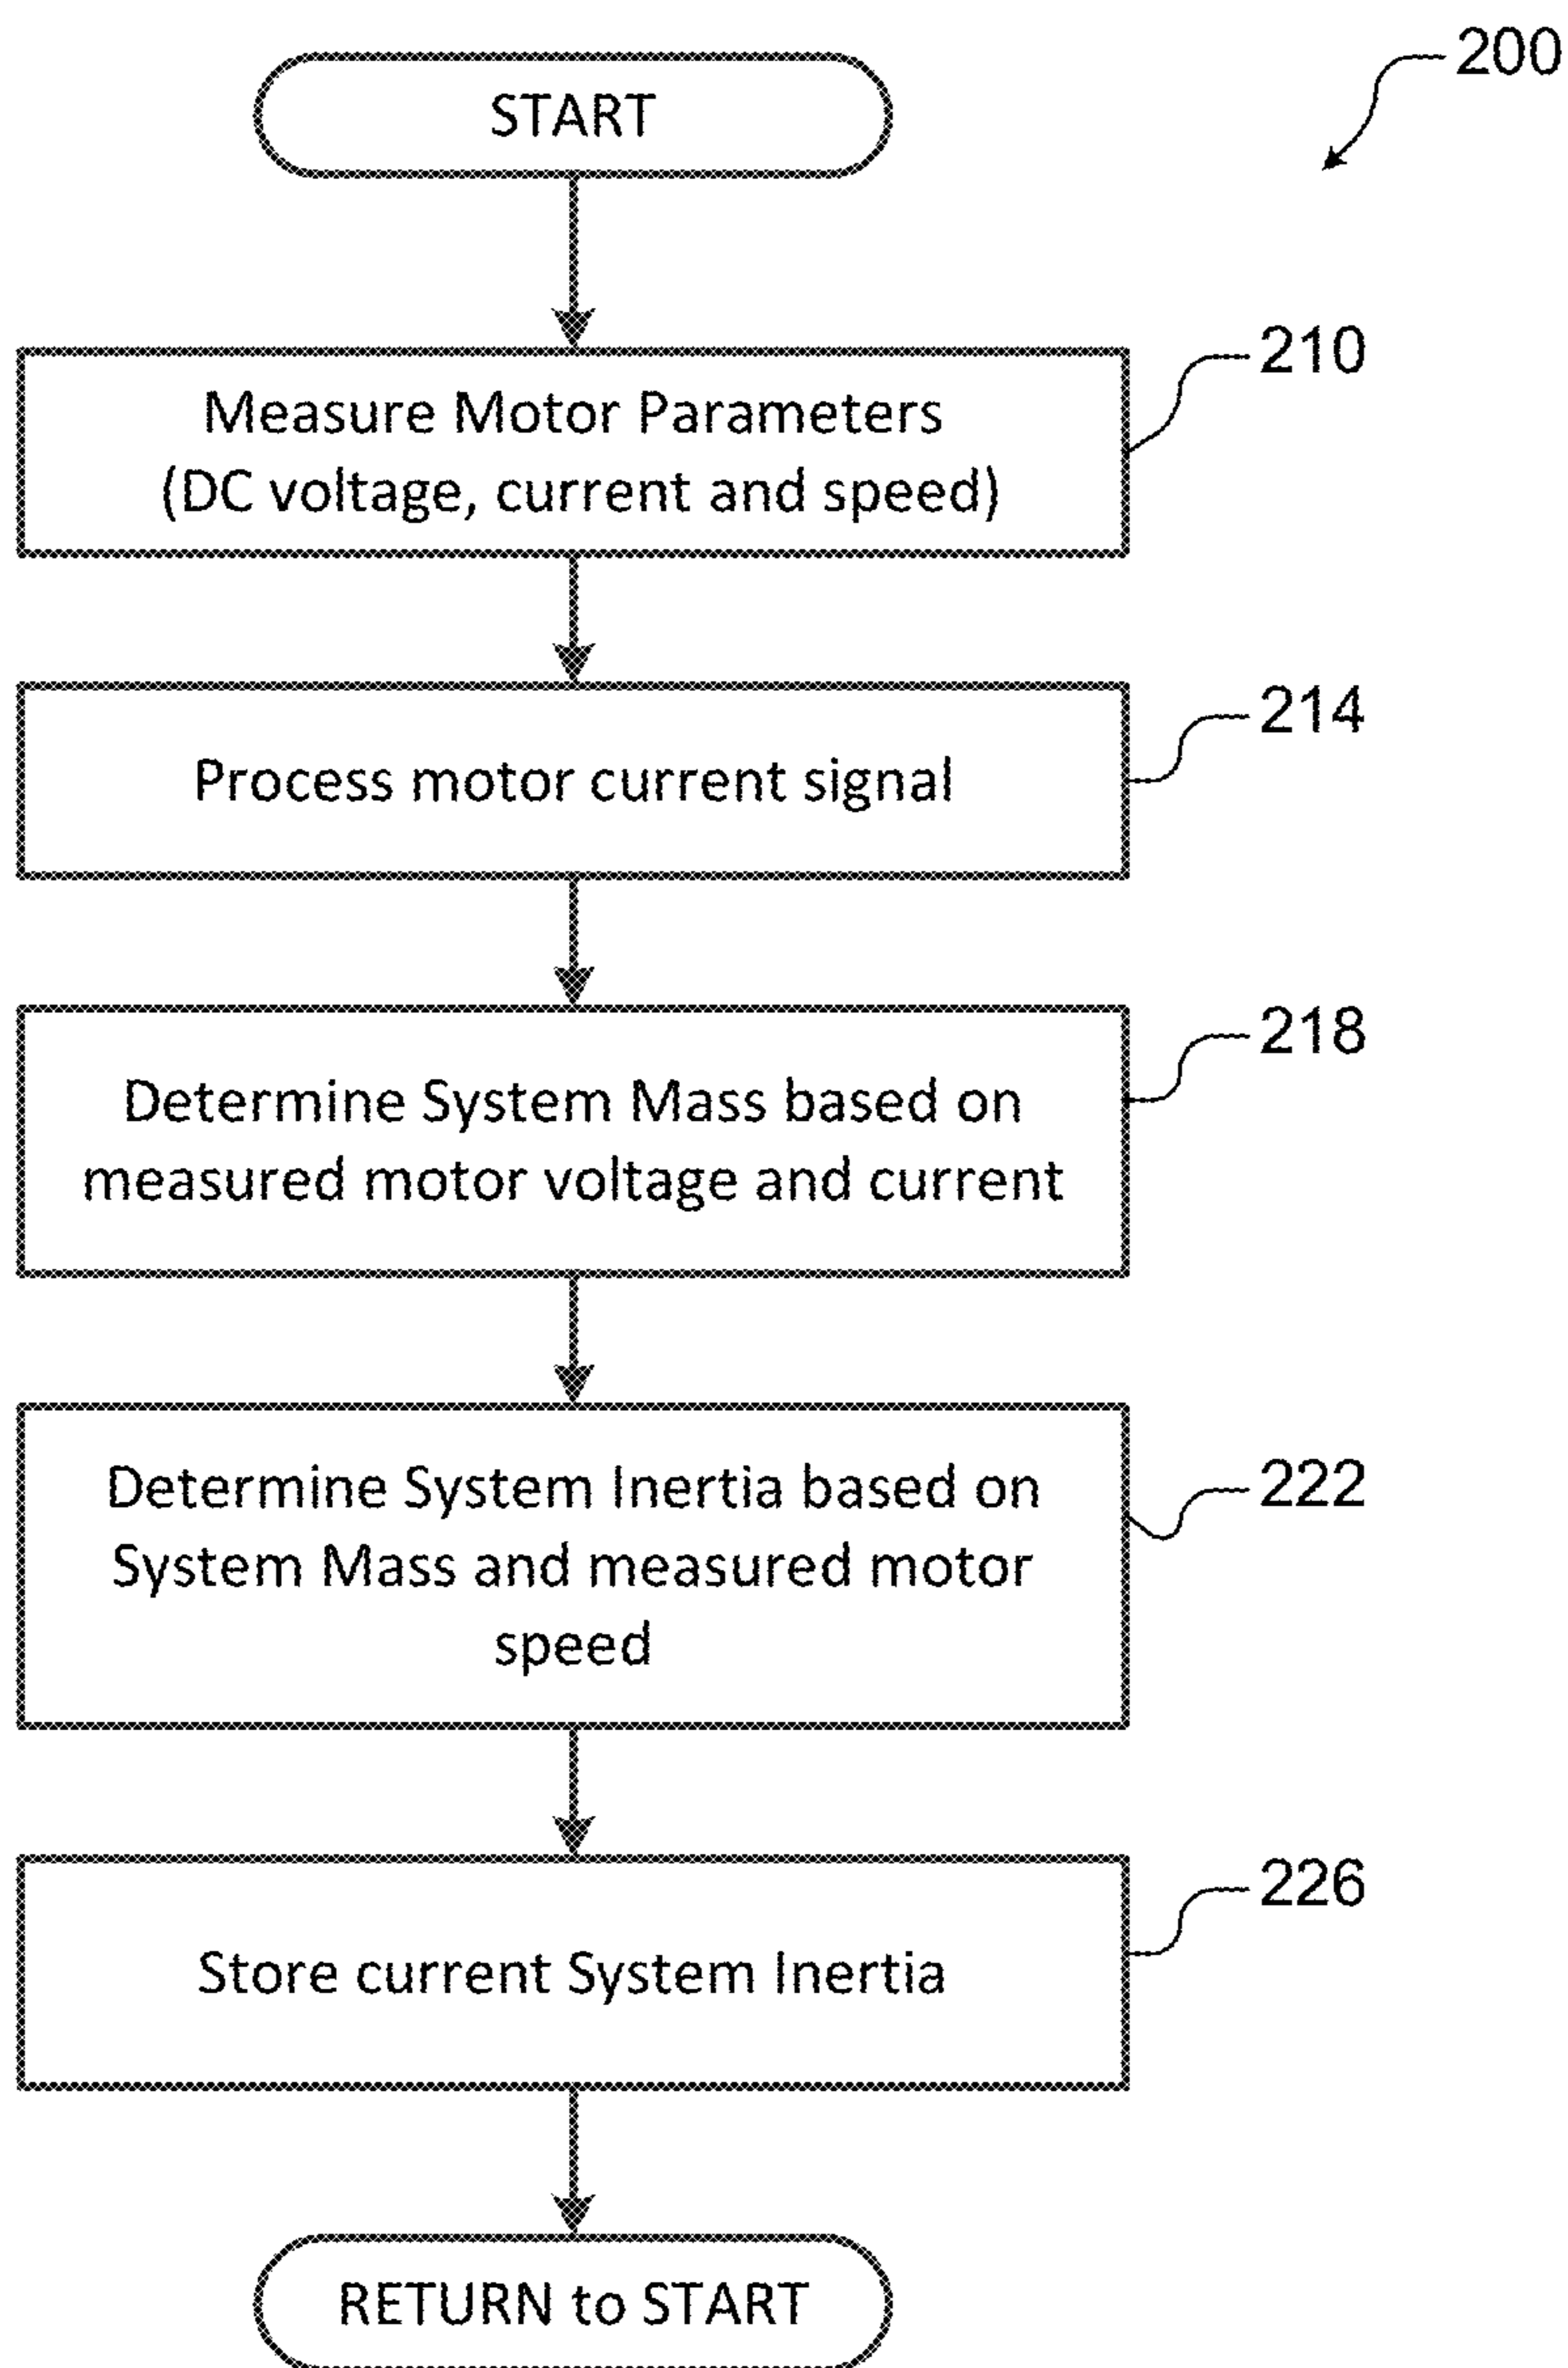 200
START
210
Measure Motor Parameters
(DC voltage, current and speed)
214
Process motor current signal
218
Determine System Mass based on
measured motor voltage and current
222
Determine System Inertia based on
System Mass and measured motor
speed
226
Store current System Inertia
RETURN to START